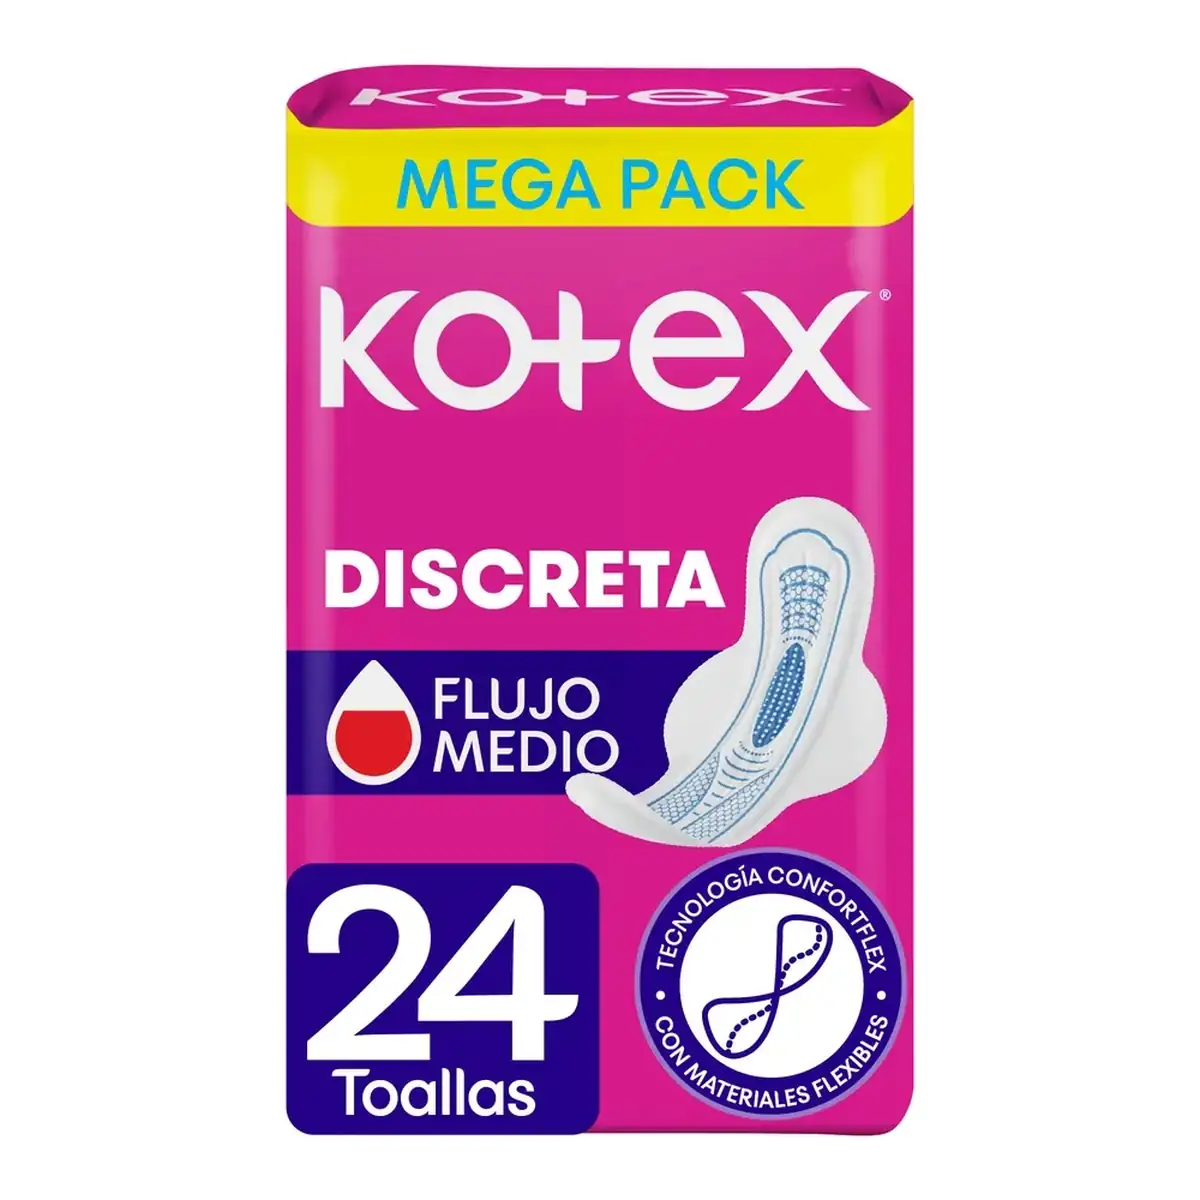 KOTEX
MEGA PACK
KOTEX®
DISCRETA
FLUJO
MEDIO
24
Toallas
TECNOLOGÍA CONFORTFLEX
• CON MATERIALES FLEXIBLES •